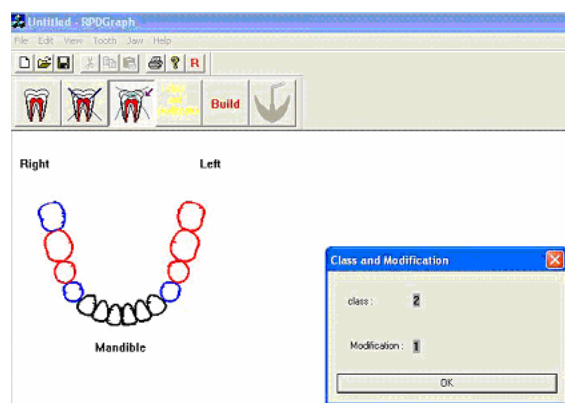 Untitled - RPDGraph
File Edit View Tooth Jaw Help
R
Build
Right Left
Mandible
Class and Modification
class : 2
Modification : 1
OK